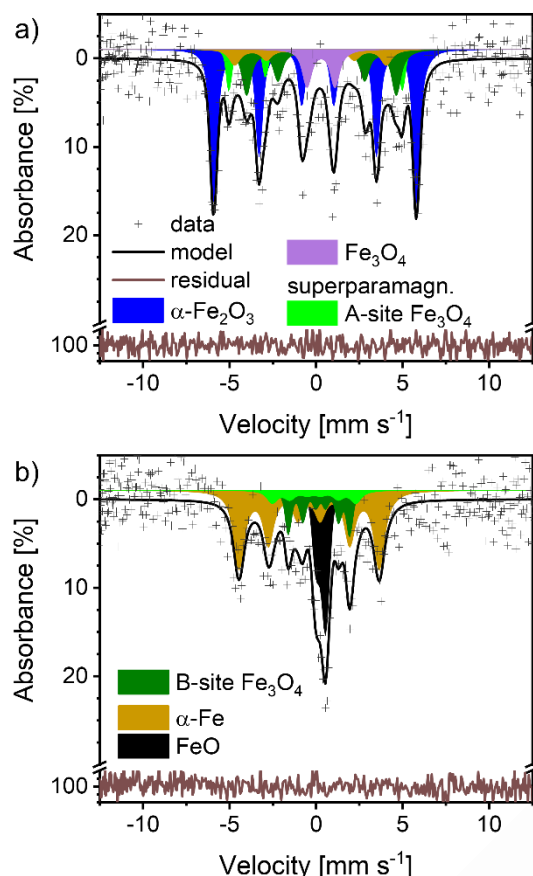 a)
Absorbance [%]
0
10
20
100
data
model
residual
α-Fe₂O₃
Fe₃O₄
superparamagn.
A-site Fe₃O₄
-10 -5 0 5 10
Velocity [mm s⁻¹]
b)
Absorbance [%]
0
10
20
100
B-site Fe₃O₄
α-Fe
FeO
-10 -5 0 5 10
Velocity [mm s⁻¹]